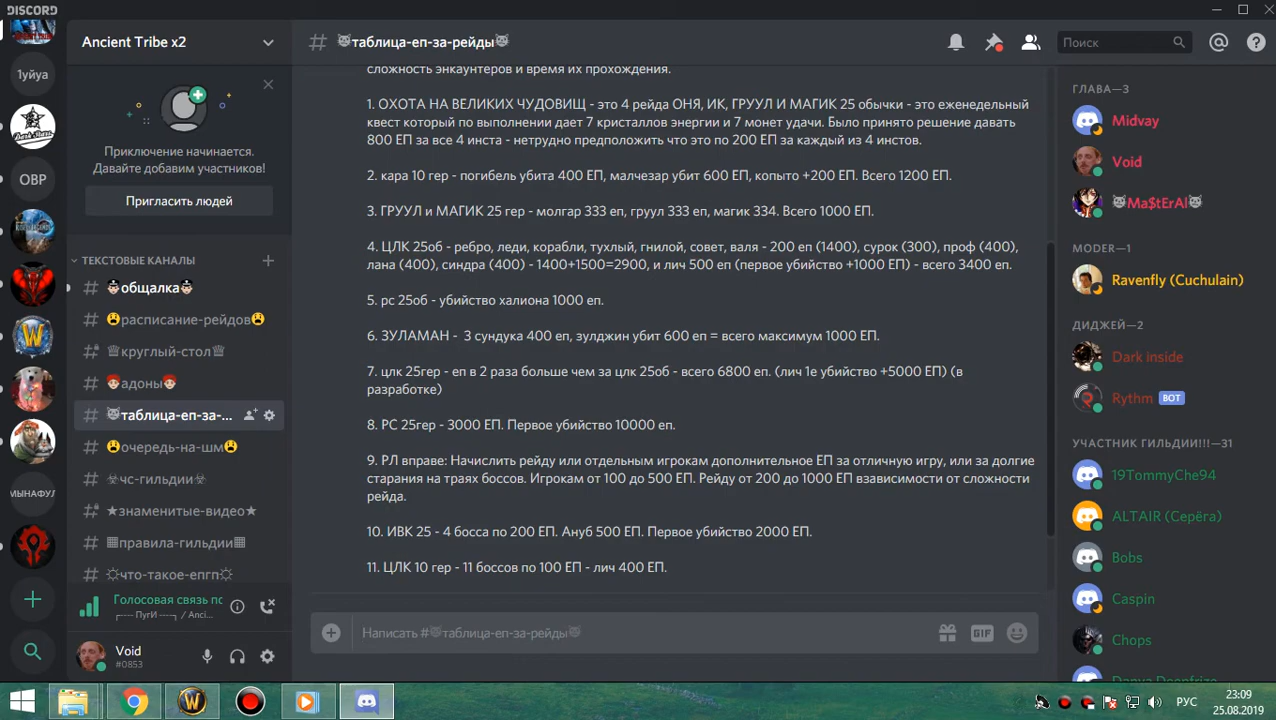 DISCORD
Ancient Tribe x2
Приключение начинается.
Давайте добавим участников!
Пригласить людей
ТЕКСТОВЫЕ КАНАЛЫ
общалка
расписание-рейдов
круглый-стол
адоны
таблица-еп-за-...
очередь-на-шм
чс-гильдии
знаменитые-видео
правила-гильдии
что-такое-епгп
Голосовая связь по
Void
#0853
1уйуа
ОВР
МЫНАФУЛ
# таблица-еп-за-рейды
Поиск
сложность энкаунтеров и время их прохождения.
1. ОХОТА НА ВЕЛИКИХ ЧУДОВИЩ - это 4 рейда ОНЯ, ИК, ГРУУЛ И МАГИК 25 обычки - это еженедельный
квест который по выполнении дает 7 кристаллов энергии и 7 монет удачи. Было принято решение давать
800 ЕП за все 4 инста - нетрудно предположить что это по 200 ЕП за каждый из 4 инстов.
2. кара 10 гер - погибель убита 400 ЕП, малчезар убит 600 ЕП, копыто +200 ЕП. Всего 1200 ЕП.
3. ГРУУЛ и МАГИК 25 гер - молгар 333 еп, груул 333 еп, магик 334. Всего 1000 ЕП.
4. ЦЛК 25об - ребро, леди, корабли, тухлый, гнилой, совет, валя - 200 еп (1400), сурок (300), проф (400),
лана (400), синдра (400) - 1400+1500=2900, и лич 500 еп (первое убийство +1000 ЕП) - всего 3400 еп.
5. рс 25об - убийство халиона 1000 еп.
6. ЗУЛАМАН - 3 сундука 400 еп, зулджин убит 600 еп = всего максимум 1000 ЕП.
7. цлк 25гер - еп в 2 раза больше чем за цлк 25об - всего 6800 еп. (лич 1е убийство +5000 ЕП) (в
разработке)
8. РС 25гер - 3000 ЕП. Первое убийство 10000 еп.
9. РЛ вправе: Начислить рейду или отдельным игрокам дополнительное ЕП за отличную игру, или за долгие
старания на траях боссов. Игрокам от 100 до 500 ЕП. Рейду от 200 до 1000 ЕП взависимости от сложности
рейда.
10. ИВК 25 - 4 босса по 200 ЕП. Ануб 500 ЕП. Первое убийство 2000 ЕП.
11. ЦЛК 10 гер - 11 боссов по 100 ЕП - лич 400 ЕП.
Написать #таблица-еп-за-рейды
GIF
ГЛАВА—3
Midvay
Void
Ma$tErAl
MODER—1
Ravenfly (Cuchulain)
ДИДЖЕЙ—2
Dark inside
Rythm BOT
УЧАСТНИК ГИЛЬДИИ!!!—31
19TommyChe94
ALTAIR (Серёга)
Bobs
Caspin
Chops
Danya Deepfrize
РУС
23:09
25.08.2019